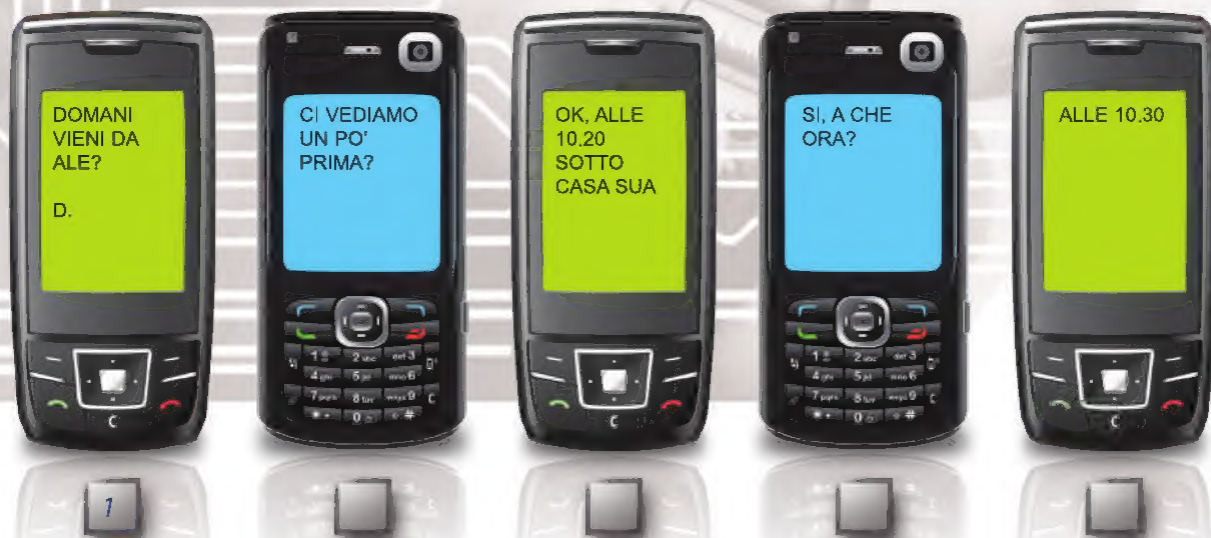 DOMANI
VIENI DA
ALE?
D.
CI VEDIAMO
UN PO'
PRIMA?
OK, ALLE
10.20
SOTTO
CASA SUA
SI, A CHE
ORA?
ALLE 10.30
1